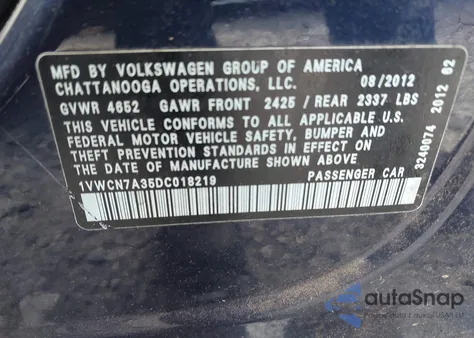 MFD BY VOLKSWAGEN GROUP OF AMERICA
CHATTANOOGA OPERATIONS, LLC. 08/2012
GVWR 4652 GAWR FRONT 2425 / REAR 2337 LBS
THIS VEHICLE CONFORMS TO ALL APPLICABLE U.S.
FEDERAL MOTOR VEHICLE SAFETY, BUMPER AND
THEFT PREVENTION STANDARDS IN EFFECT ON
THE DATE OF MANUFACTURE SHOWN ABOVE.
1VWCN7A35DC018219 PASSENGER CAR
3240074 2012 62
autoSnap